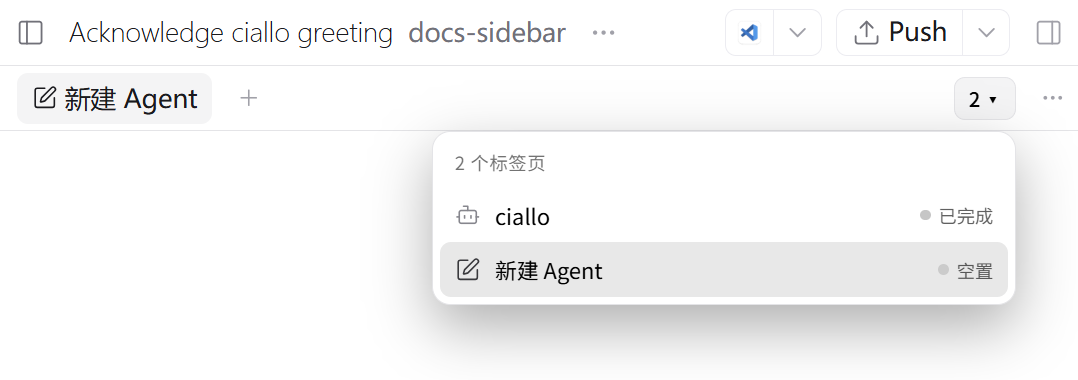 Acknowledge ciallo greeting docs-sidebar ··· Push
新建 Agent + 2 ▾ ···
2 个标签页
ciallo 已完成
新建 Agent 空置